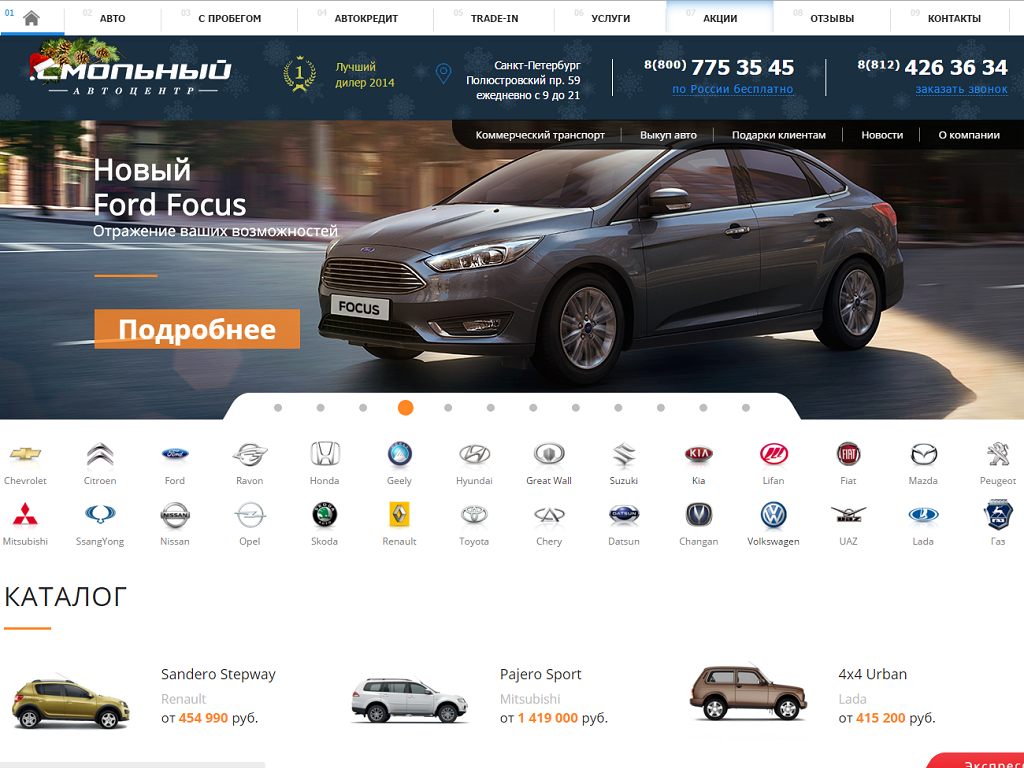 01
02 АВТО
03 С ПРОБЕГОМ
04 АВТОКРЕДИТ
05 TRADE-IN
06 УСЛУГИ
07 АКЦИИ
08 ОТЗЫВЫ
09 КОНТАКТЫ
СМОЛЬНЫЙ
АВТОЦЕНТР
1
Лучший
дилер 2014
Санкт-Петербург
Полюстровский пр. 59
ежедневно с 9 до 21
8(800) 775 35 45
по России бесплатно
8(812) 426 36 34
заказать звонок
Коммерческий транспорт
Выкуп авто
Подарки клиентам
Новости
О компании
Новый
Ford Focus
Отражение ваших возможностей
Подробнее
FOCUS
Chevrolet Citroen Ford Ravon Honda Geely Hyundai Great Wall Suzuki Kia Lifan Fiat Mazda Peugeot
Mitsubishi SsangYong Nissan Opel Skoda Renault Toyota Chery Datsun Changan Volkswagen UAZ Lada Газ
КАТАЛОГ
Sandero Stepway
Renault
от 454 990 руб.
Pajero Sport
Mitsubishi
от 1 419 000 руб.
4x4 Urban
Lada
от 415 200 руб.